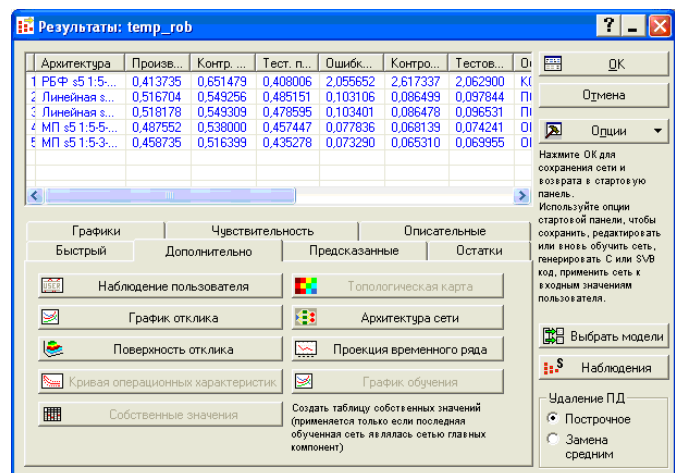 Результаты: temp_rob
Архитектура Произв... Контр. ... Тест. п... Ошибк... Контро... Тестов...
1 РБФ s5 1:5-... 0,413735 0,651479 0,408006 2,055652 2,617337 2,062900
2 Линейная s... 0,516704 0,549256 0,485151 0,103106 0,086499 0,097844
3 Линейная s... 0,518178 0,549309 0,478595 0,103401 0,086478 0,096531
4 МП s5 1:5-5-... 0,487552 0,538000 0,457447 0,077836 0,068139 0,074241
5 МП s5 1:5-3-... 0,458735 0,516399 0,435278 0,073290 0,065310 0,069955
OK
Отмена
Опции
Нажмите ОК для
сохранения сети и
возврата в стартовую
панель.
Используйте опции
стартовой панели, чтобы
сохранить, редактировать
или вновь обучить сеть,
генерировать С или SVB
код, применить сеть к
входным значениям
пользователя.
Графики Чувствительность Описательные
Быстрый Дополнительно Предсказанные Остатки
USER Наблюдение пользователя
Топологическая карта
График отклика
Архитектура сети
Поверхность отклика
Проекция временного ряда
Кривая операционных характеристик
График обучения
Собственные значения
Создать таблицу собственных значений
(применяется только если последняя
обученная сеть являлась сетью главных
компонент)
Выбрать модели
S Наблюдения
Удаление ПД
Построчное
Замена
средним